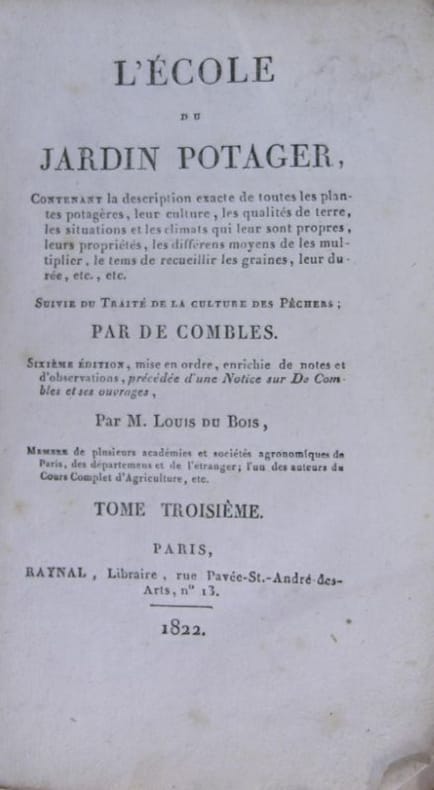 L'ÉCOLE
DU
JARDIN POTAGER,
CONTENANT la description exacte de toutes les plan-
tes potagères, leur culture, les qualités de terre,
les situations et les climats qui leur sont propres,
leurs propriétés, les différens moyens de les mul-
tiplier, le tems de recueillir les graines, leur du-
rée, etc., etc.
SUIVIE DU TRAITÉ DE LA CULTURE DES PÊCHERS;
PAR DE COMBLES.
SIXIÈME ÉDITION, mise en ordre, enrichie de notes et
d'observations, précédée d'une Notice sur De Com-
bles et ses ouvrages,
Par M. LOUIS DU BOIS,
MEMBRE de plusieurs académies et sociétés agronomiques de
Paris, des départemens et de l'étranger; l'un des auteurs du
Cours Complet d'Agriculture, etc.
TOME TROISIÈME.
PARIS,
RAYNAL, Libraire, rue Pavée-St.-André-des-
Arts, n° 13.
1822.